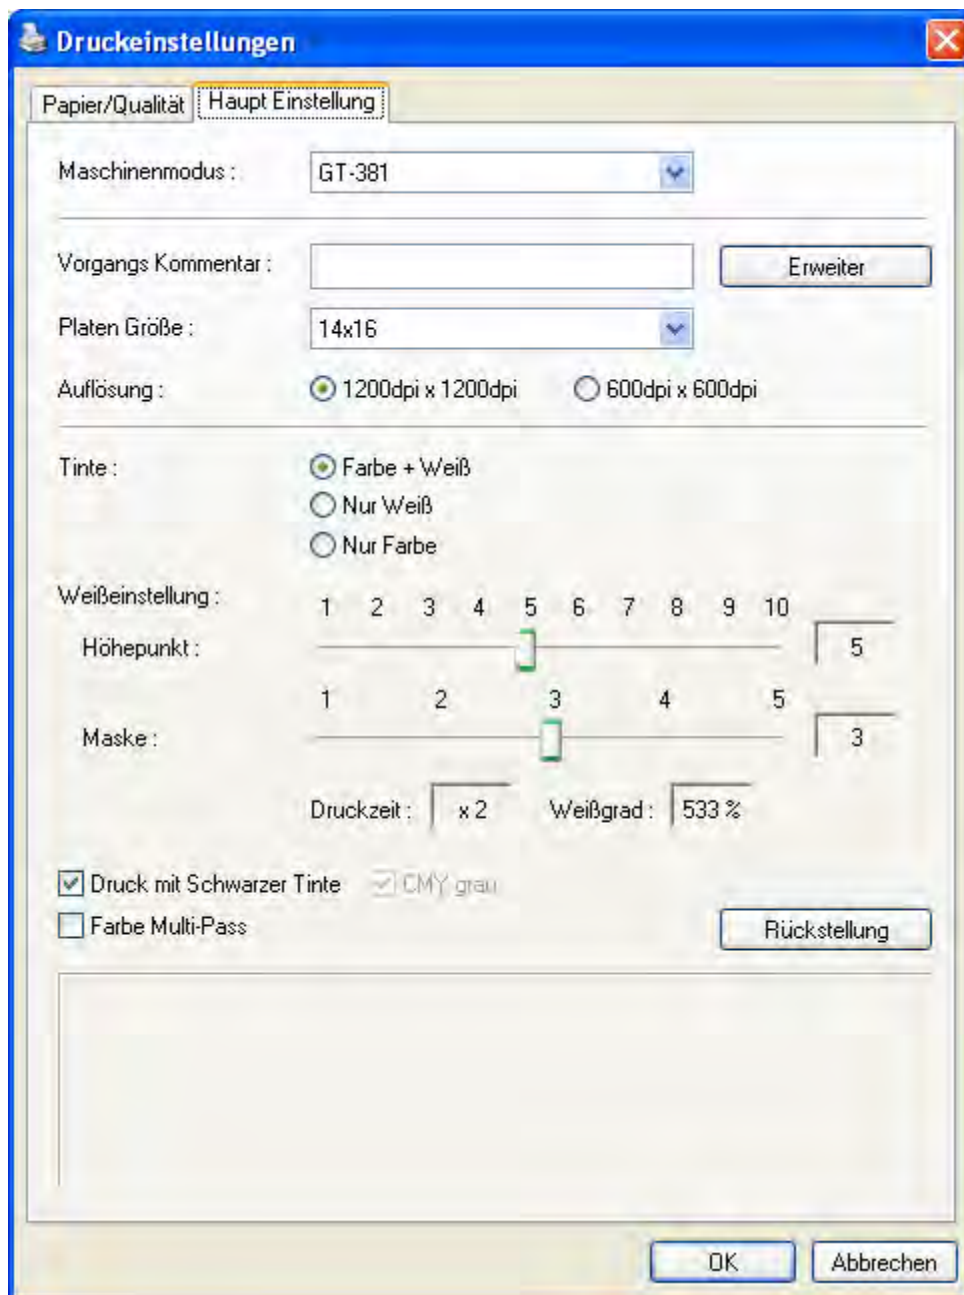 Druckeinstellungen
Papier/Qualität Haupt Einstellung
Maschinenmodus : GT-381
Vorgangs Kommentar : Erweiter
Platen Größe : 14x16
Auflösung : 1200dpi x 1200dpi 600dpi x 600dpi
Tinte : Farbe + Weiß
Nur Weiß
Nur Farbe
Weißeinstellung : 1 2 3 4 5 6 7 8 9 10
Höhepunkt : 5
1 2 3 4 5
Maske : 3
Druckzeit : x 2 Weißgrad : 533 %
Druck mit Schwarzer Tinte CMY grau
Farbe Multi-Pass Rückstellung
OK Abbrechen